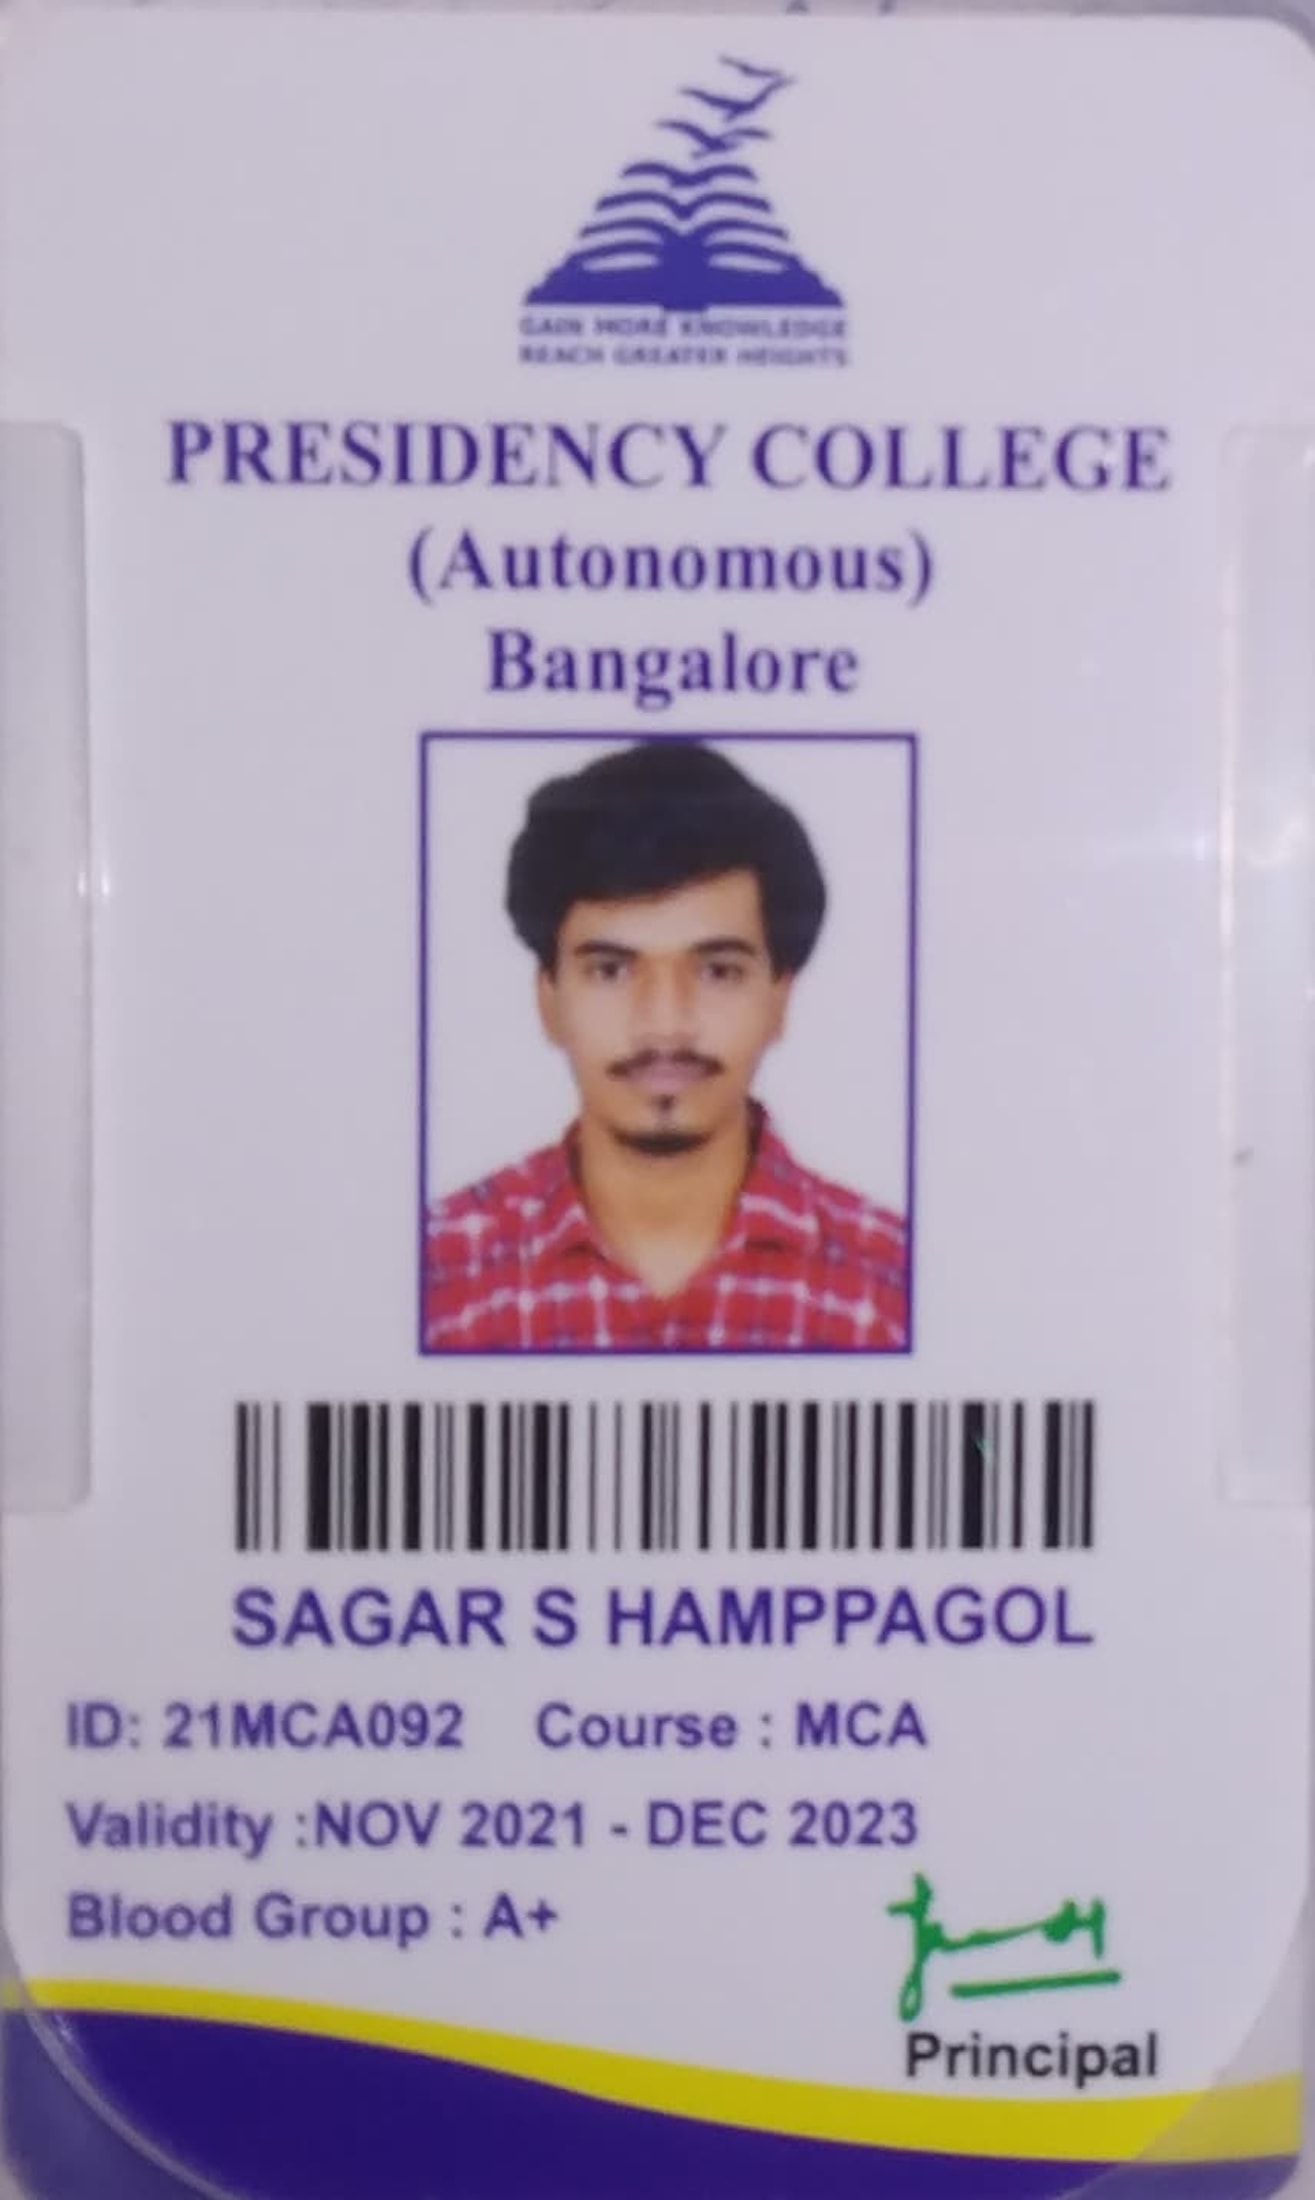 GAIN MORE KNOWLEDGE
REACH GREATER HEIGHTS
PRESIDENCY COLLEGE
(Autonomous)
Bangalore
SAGAR S HAMPPAGOL
ID: 21MCA092 Course : MCA
Validity :NOV 2021 - DEC 2023
Blood Group : A+
Principal